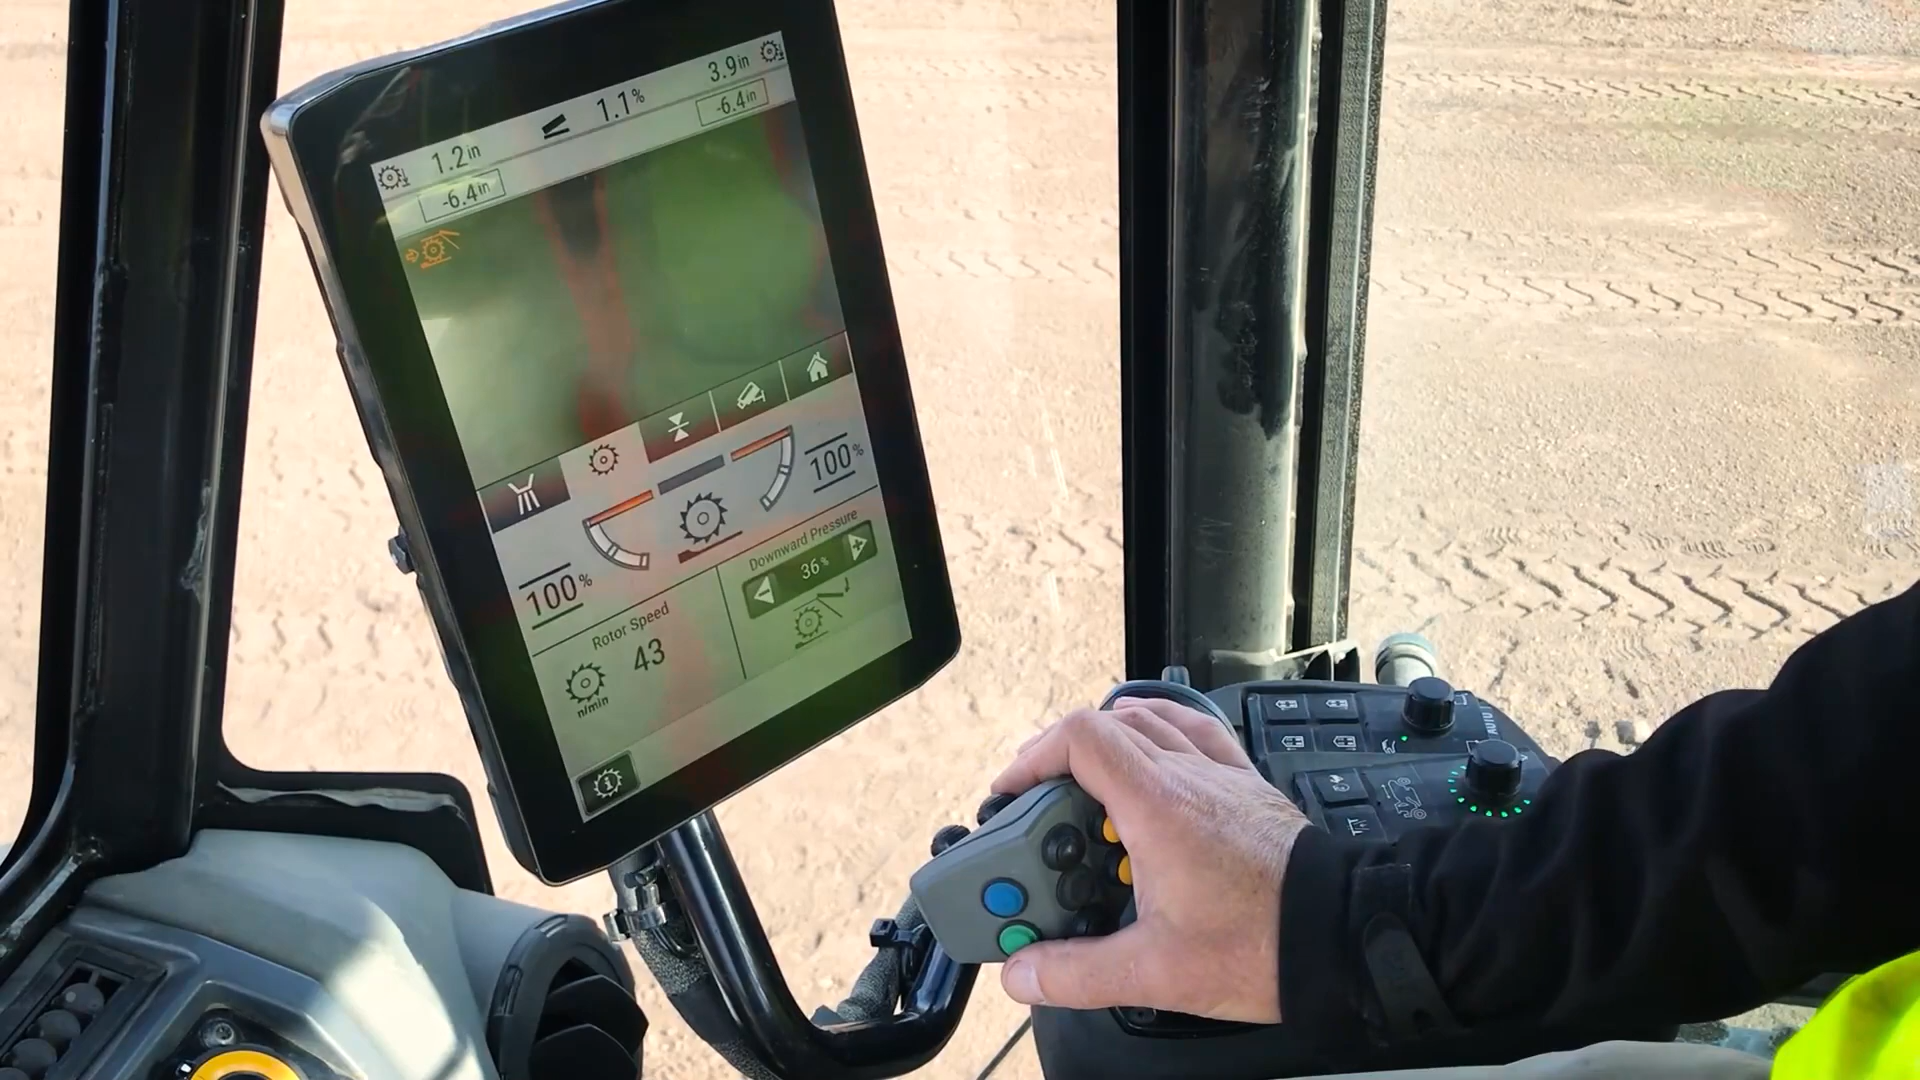 3.9in
1.1%
-6.4in
1.2in
-6.4in
100%
100%
Downward Pressure
- 36% +
Rotor Speed
43
n/min
i
AUTO